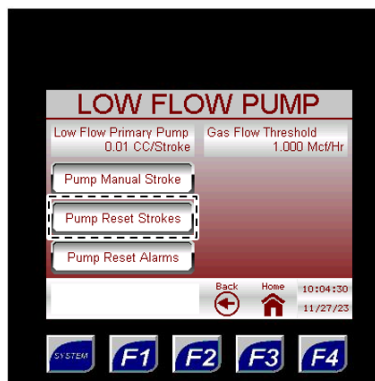 LOW FLOW PUMP
Low Flow Primary Pump
0.01 CC/Stroke
Gas Flow Threshold
1.000 Mcf/Hr
Pump Manual Stroke
Pump Reset Strokes
Pump Reset Alarms
Back
Home
10:04:30
11/27/23
SYSTEM
F1
F2
F3
F4